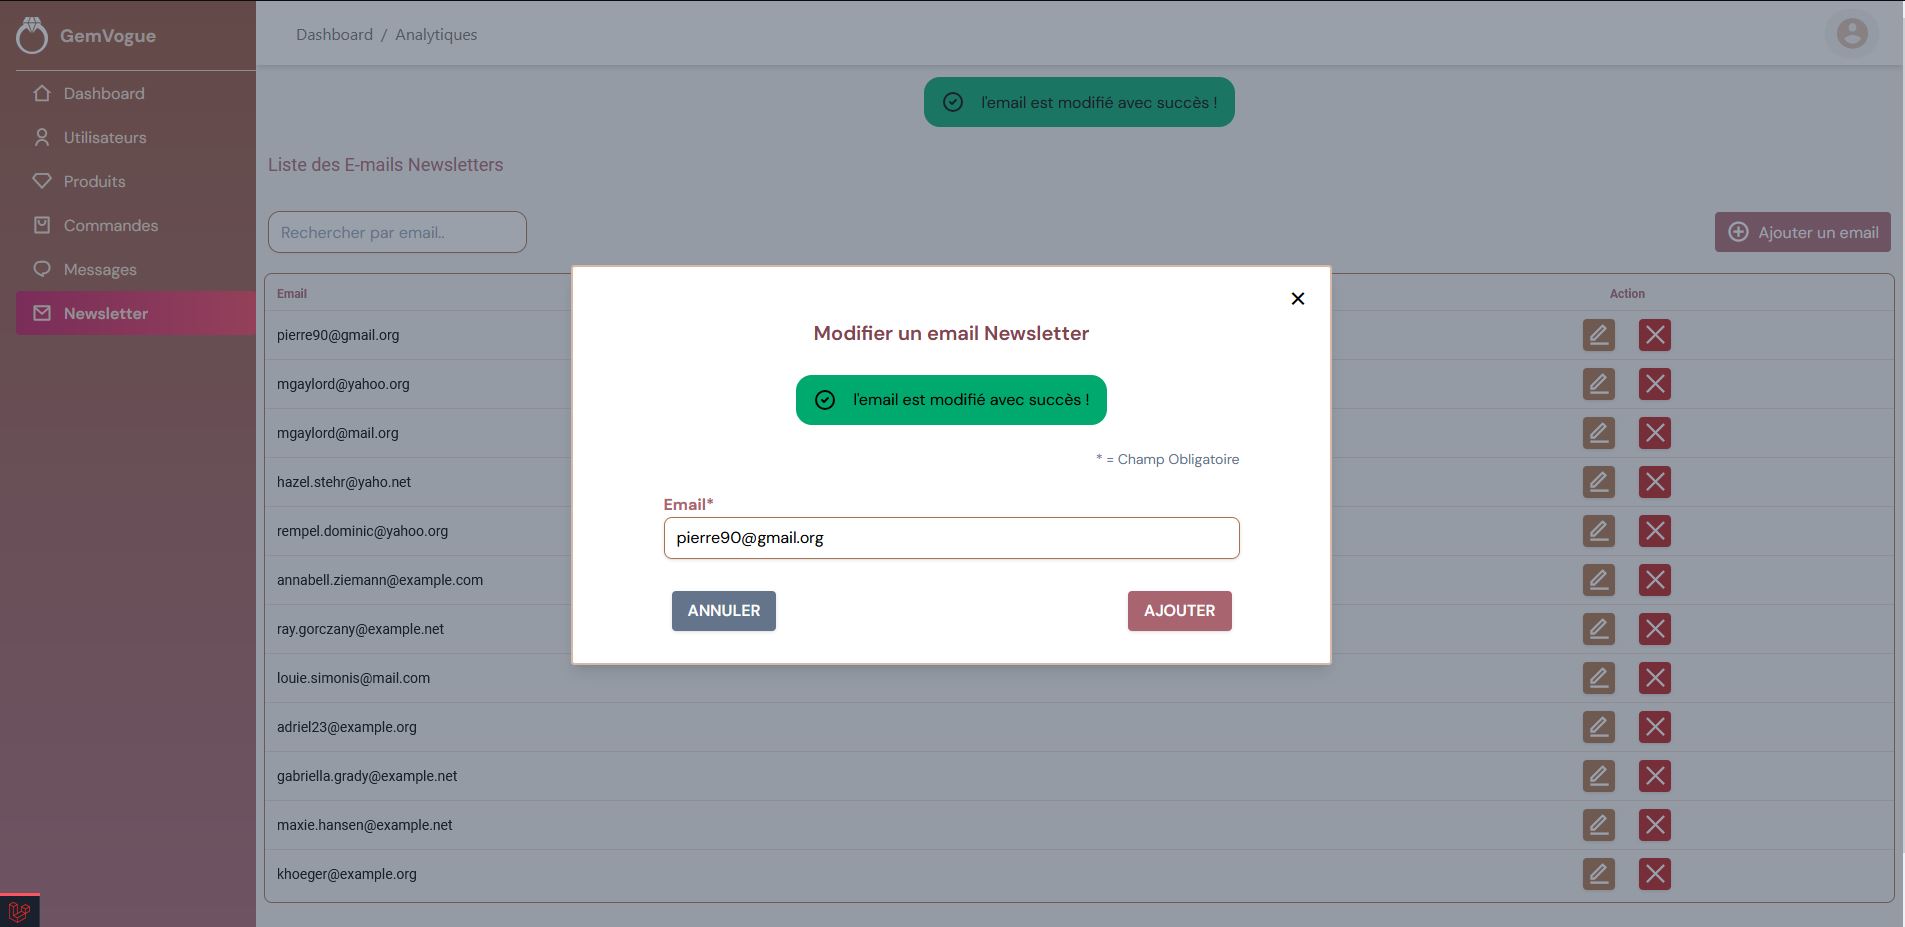 GemVogue
Dashboard / Analytiques
Dashboard
Utilisateurs
Produits
Commandes
Messages
Newsletter
l'email est modifié avec succès !
Liste des E-mails Newsletters
Rechercher par email..
Ajouter un email
Email
Action
pierre90@gmail.org
mgaylord@yahoo.org
mgaylord@mail.org
hazel.stehr@yaho.net
rempel.dominic@yahoo.org
annabell.ziemann@example.com
ray.gorczany@example.net
louie.simonis@mail.com
adriel23@example.org
gabriella.grady@example.net
maxie.hansen@example.net
khoeger@example.org
Modifier un email Newsletter
l'email est modifié avec succès !
* = Champ Obligatoire
Email*
pierre90@gmail.org
ANNULER
AJOUTER